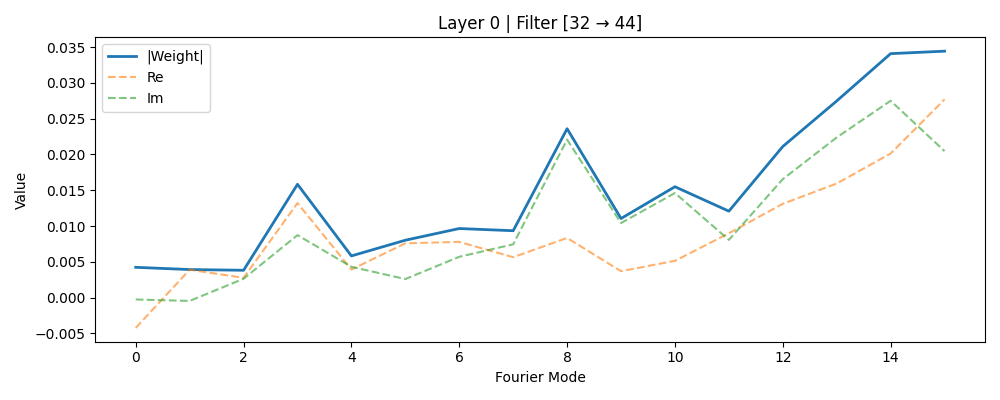 Layer 0 | Filter [32 → 44]
|Weight|
Re
Im
0.035
0.030
0.025
0.020
0.015
0.010
0.005
0.000
−0.005
Value
0 2 4 6 8 10 12 14
Fourier Mode